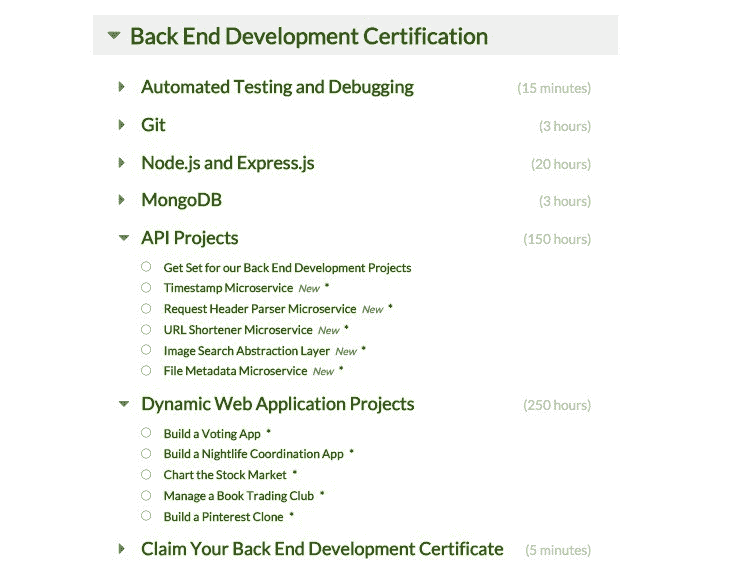 Back End Development Certification
Automated Testing and Debugging (15 minutes)
Git (3 hours)
Node.js and Express.js (20 hours)
MongoDB (3 hours)
API Projects (150 hours)
Get Set for our Back End Development Projects
Timestamp Microservice New *
Request Header Parser Microservice New *
URL Shortener Microservice New *
Image Search Abstraction Layer New *
File Metadata Microservice New *
Dynamic Web Application Projects (250 hours)
Build a Voting App *
Build a Nightlife Coordination App *
Chart the Stock Market *
Manage a Book Trading Club *
Build a Pinterest Clone *
Claim Your Back End Development Certificate (5 minutes)